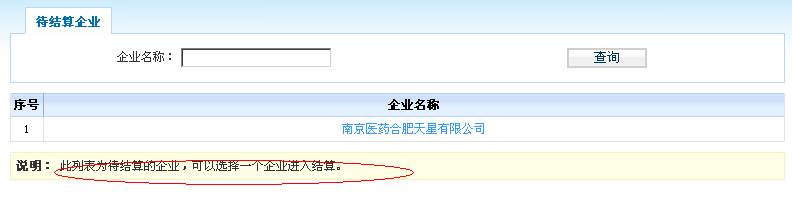 待结算企业
企业名称： 查询
序号 企业名称
1 南京医药合肥天星有限公司
说明： 此列表为待结算的企业，可以选择一个企业进入结算。